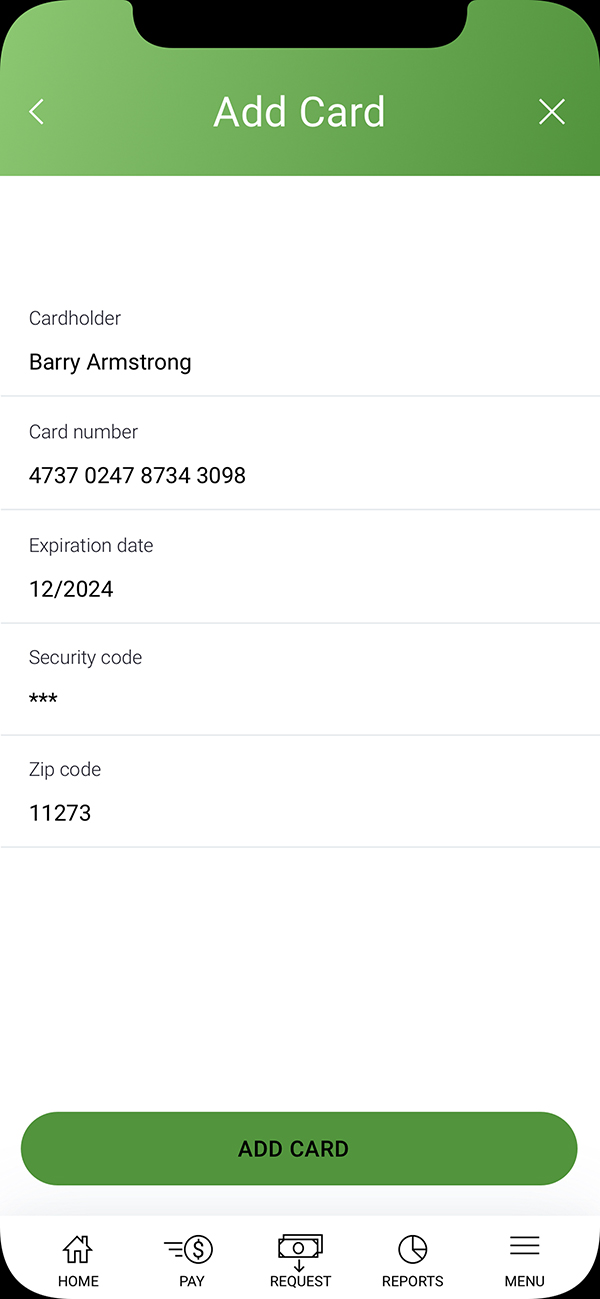 Add Card
Cardholder
Barry Armstrong
Card number
4737 0247 8734 3098
Expiration date
12/2024
Security code
***
Zip code
11273
ADD CARD
HOME PAY REQUEST REPORTS MENU